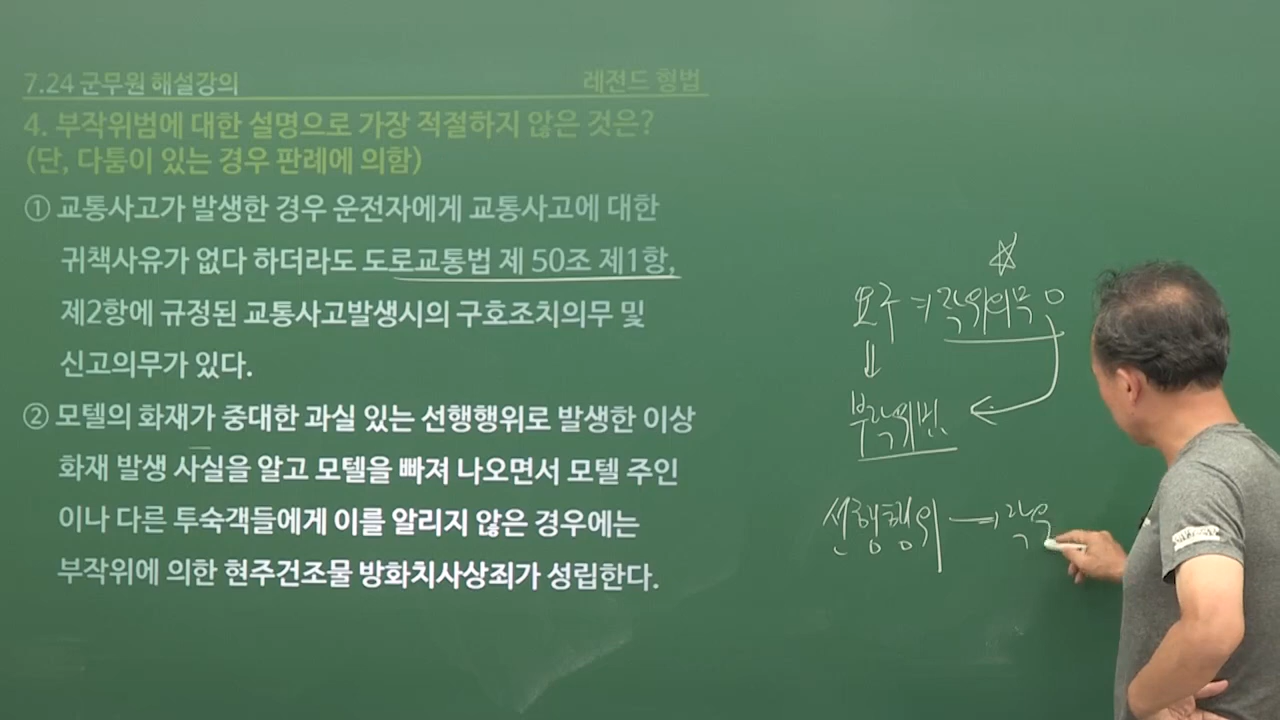 7.24 군무원 해설강의
레전드 형법
4. 부작위범에 대한 설명으로 가장 적절하지 않은 것은?
(단, 다툼이 있는 경우 판례에 의함)
① 교통사고가 발생한 경우 운전자에게 교통사고에 대한
귀책사유가 없다 하더라도 도로교통법 제 50조 제1항,
제2항에 규정된 교통사고발생시의 구호조치의무 및
신고의무가 있다.
② 모텔의 화재가 중대한 과실 있는 선행행위로 발생한 이상
화재 발생 사실을 알고 모텔을 빠져 나오면서 모텔 주인
이나 다른 투숙객들에게 이를 알리지 않은 경우에는
부작위에 의한 현주건조물 방화치사상죄가 성립한다.
요구 ⇒ 작위의무 ○
⇓
부작위범
선행행위 → 작위